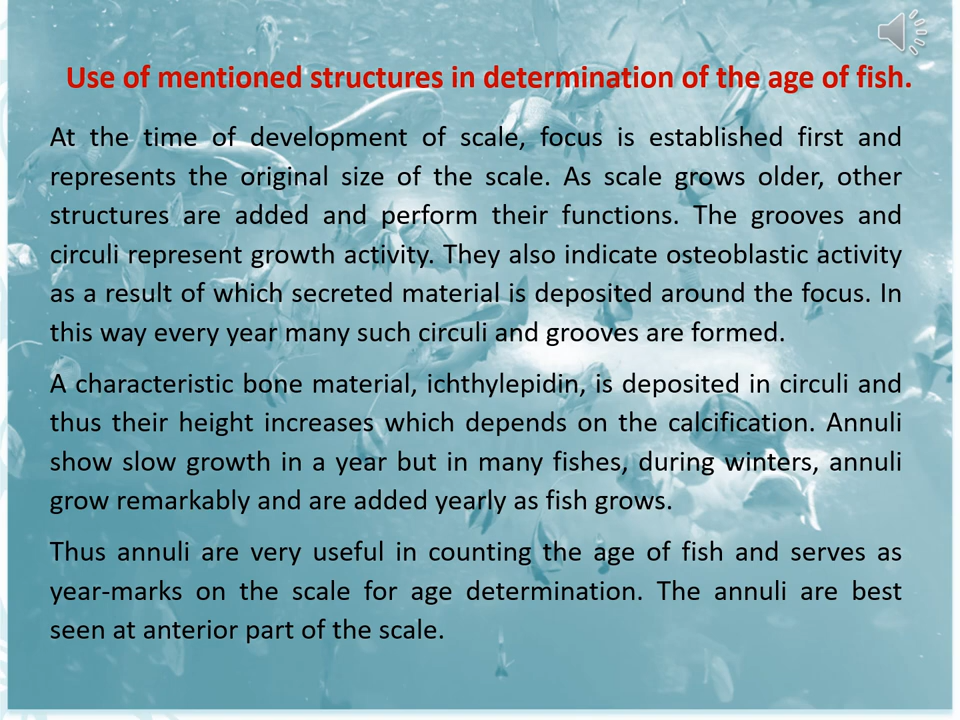 Use of mentioned structures in determination of the age of fish.
At the time of development of scale, focus is established first and
represents the original size of the scale. As scale grows older, other
structures are added and perform their functions. The grooves and
circuli represent growth activity. They also indicate osteoblastic activity
as a result of which secreted material is deposited around the focus. In
this way every year many such circuli and grooves are formed.
A characteristic bone material, ichthylepidin, is deposited in circuli and
thus their height increases which depends on the calcification. Annuli
show slow growth in a year but in many fishes, during winters, annuli
grow remarkably and are added yearly as fish grows.
Thus annuli are very useful in counting the age of fish and serves as
year-marks on the scale for age determination. The annuli are best
seen at anterior part of the scale.